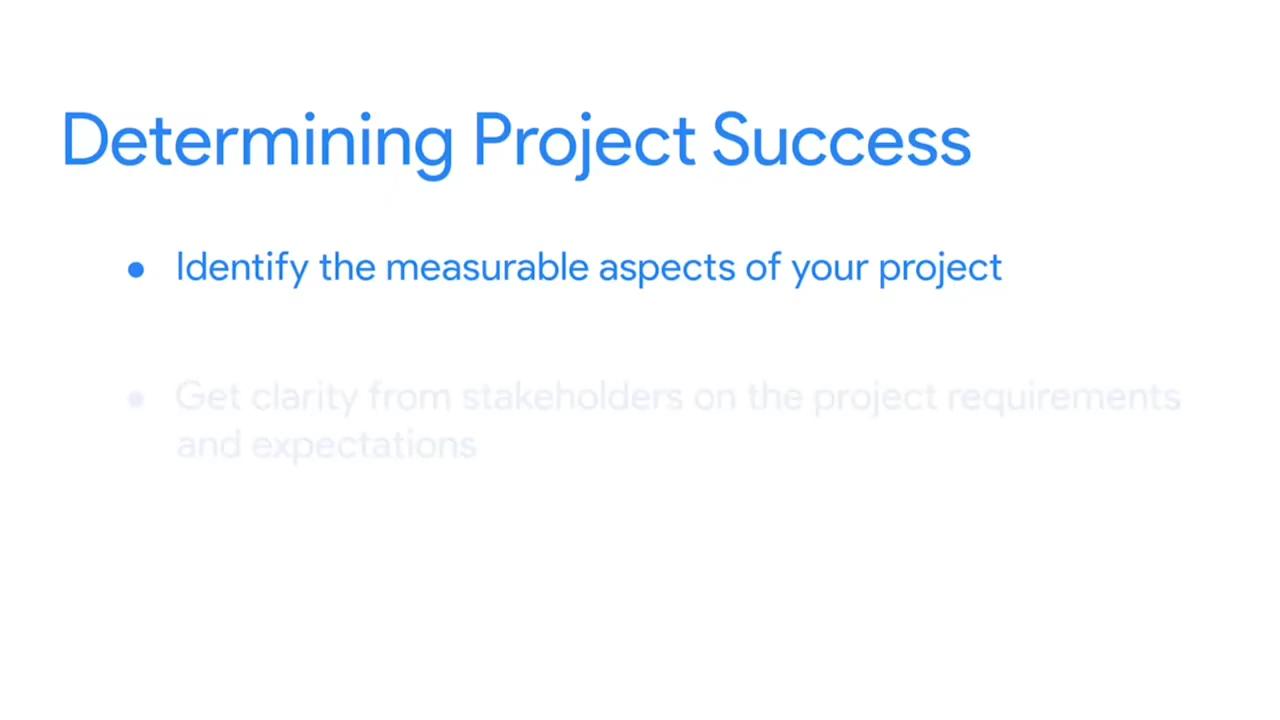 Determining Project Success
● Identify the measurable aspects of your project
● Get clarity from stakeholders on the project requirements
and expectations